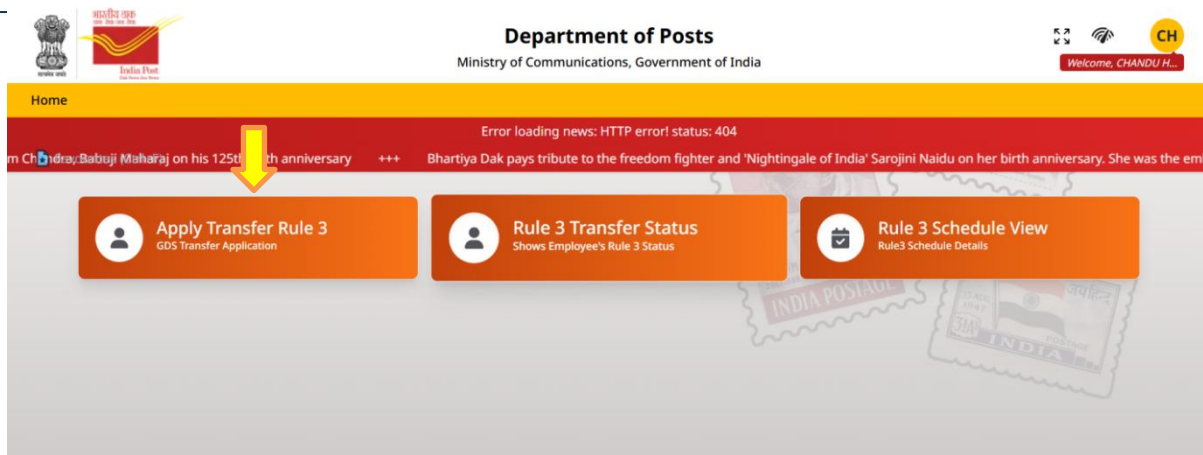 भारतीय डाक
India Post
Department of Posts
Ministry of Communications, Government of India
CH
Welcome, CHANDU H...
Home
Error loading news: HTTP error! status: 404
m Chandra, Babuji Maharaj on his 125th anniversary +++ Bhartiya Dak pays tribute to the freedom fighter and 'Nightingale of India' Sarojini Naidu on her birth anniversary. She was the em
Apply Transfer Rule 3
GDS Transfer Application
Rule 3 Transfer Status
Shows Employee's Rule 3 Status
Rule 3 Schedule View
Rule3 Schedule Details
INDIA POSTAGE
जयहिन्द
INDIA
POSTAGE